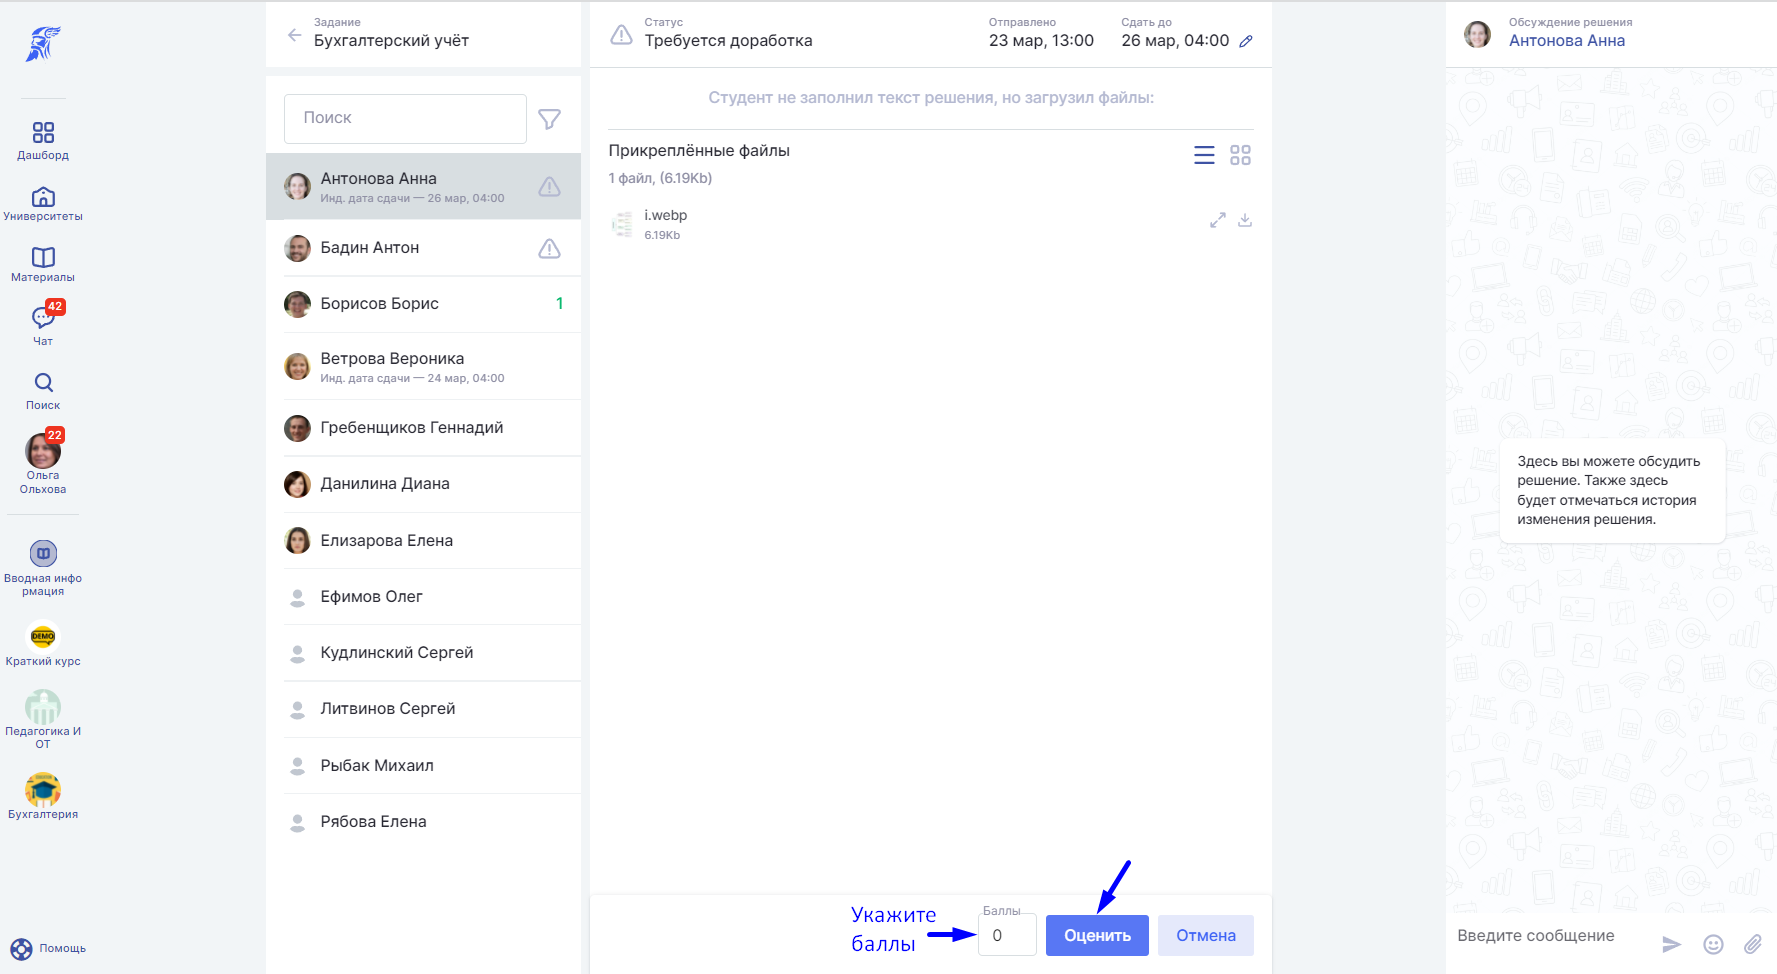 Дашборд
Университеты
Материалы
42
Чат
Поиск
22
Ольга
Ольхова
Вводная инфо
рмация
DEMO
Краткий курс
Педагогика И
ОТ
Бухгалтерия
Помощь
Задание
Бухгалтерский учёт
Поиск
Антонова Анна
Инд. дата сдачи — 26 мар, 04:00
Бадин Антон
Борисов Борис 1
Ветрова Вероника
Инд. дата сдачи — 24 мар, 04:00
Гребенщиков Геннадий
Данилина Диана
Елизарова Елена
Ефимов Олег
Кудлинский Сергей
Литвинов Сергей
Рыбак Михаил
Рябова Елена
Статус
Требуется доработка
Отправлено
23 мар, 13:00
Сдать до
26 мар, 04:00
Студент не заполнил текст решения, но загрузил файлы:
Прикреплённые файлы
1 файл, (6.19Kb)
i.webp
6.19Kb
Укажите
баллы
Баллы
0
Оценить
Отмена
Обсуждение решения
Антонова Анна
Здесь вы можете обсудить
решение. Также здесь
будет отмечаться история
изменения решения.
Введите сообщение